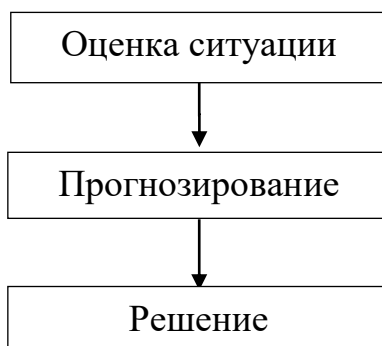 Оценка ситуации
Прогнозирование
Решение